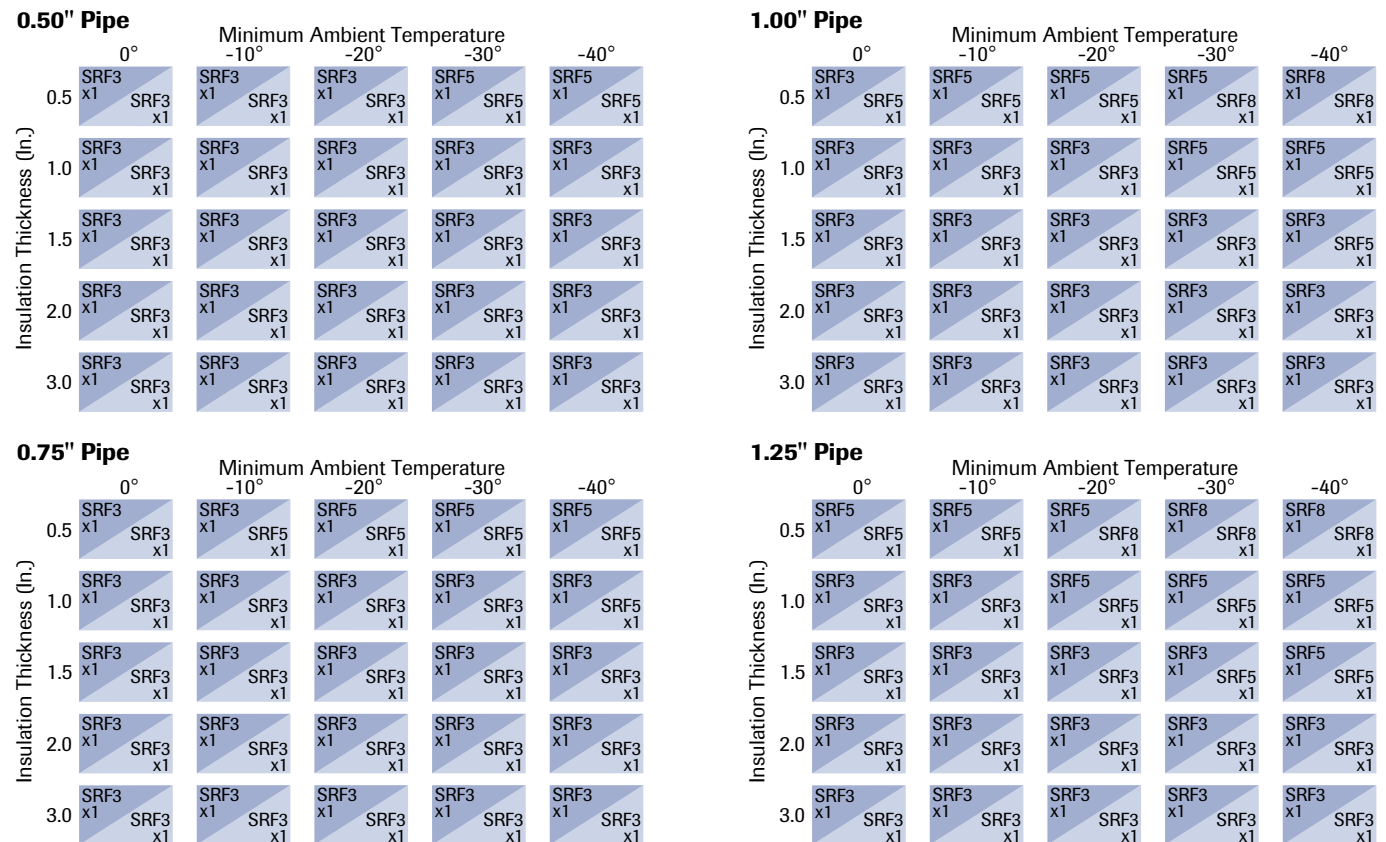 0.50" Pipe
Minimum Ambient Temperature
0° -10° -20° -30° -40°
Insulation Thickness (In.)
SRF3 SRF3 SRF3 SRF5 SRF5
0.5 x1 SRF3 x1 SRF3 x1 SRF3 x1 SRF5 x1 SRF5
x1 x1 x1 x1 x1
SRF3 SRF3 SRF3 SRF3 SRF3
1.0 x1 SRF3 x1 SRF3 x1 SRF3 x1 SRF3 x1 SRF3
x1 x1 x1 x1 x1
SRF3 SRF3 SRF3 SRF3 SRF3
1.5 x1 SRF3 x1 SRF3 x1 SRF3 x1 SRF3 x1 SRF3
x1 x1 x1 x1 x1
SRF3 SRF3 SRF3 SRF3 SRF3
2.0 x1 SRF3 x1 SRF3 x1 SRF3 x1 SRF3 x1 SRF3
x1 x1 x1 x1 x1
SRF3 SRF3 SRF3 SRF3 SRF3
3.0 x1 SRF3 x1 SRF3 x1 SRF3 x1 SRF3 x1 SRF3
x1 x1 x1 x1 x1
1.00" Pipe
Minimum Ambient Temperature
0° -10° -20° -30° -40°
Insulation Thickness (In.)
SRF3 SRF5 SRF5 SRF5 SRF8
0.5 x1 SRF5 x1 SRF5 x1 SRF5 x1 SRF8 x1 SRF8
x1 x1 x1 x1 x1
SRF3 SRF3 SRF3 SRF5 SRF5
1.0 x1 SRF3 x1 SRF3 x1 SRF3 x1 SRF5 x1 SRF5
x1 x1 x1 x1 x1
SRF3 SRF3 SRF3 SRF3 SRF3
1.5 x1 SRF3 x1 SRF3 x1 SRF3 x1 SRF3 x1 SRF5
x1 x1 x1 x1 x1
SRF3 SRF3 SRF3 SRF3 SRF3
2.0 x1 SRF3 x1 SRF3 x1 SRF3 x1 SRF3 x1 SRF3
x1 x1 x1 x1 x1
SRF3 SRF3 SRF3 SRF3 SRF3
3.0 x1 SRF3 x1 SRF3 x1 SRF3 x1 SRF3 x1 SRF3
x1 x1 x1 x1 x1
0.75" Pipe
Minimum Ambient Temperature
0° -10° -20° -30° -40°
Insulation Thickness (In.)
SRF3 SRF3 SRF5 SRF5 SRF5
0.5 x1 SRF3 x1 SRF5 x1 SRF5 x1 SRF5 x1 SRF5
x1 x1 x1 x1 x1
SRF3 SRF3 SRF3 SRF3 SRF3
1.0 x1 SRF3 x1 SRF3 x1 SRF3 x1 SRF3 x1 SRF5
x1 x1 x1 x1 x1
SRF3 SRF3 SRF3 SRF3 SRF3
1.5 x1 SRF3 x1 SRF3 x1 SRF3 x1 SRF3 x1 SRF3
x1 x1 x1 x1 x1
SRF3 SRF3 SRF3 SRF3 SRF3
2.0 x1 SRF3 x1 SRF3 x1 SRF3 x1 SRF3 x1 SRF3
x1 x1 x1 x1 x1
SRF3 SRF3 SRF3 SRF3 SRF3
3.0 x1 SRF3 x1 SRF3 x1 SRF3 x1 SRF3 x1 SRF3
x1 x1 x1 x1 x1
1.25" Pipe
Minimum Ambient Temperature
0° -10° -20° -30° -40°
Insulation Thickness (In.)
SRF5 SRF5 SRF5 SRF8 SRF8
0.5 x1 SRF5 x1 SRF5 x1 SRF8 x1 SRF8 x1 SRF8
x1 x1 x1 x1 x1
SRF3 SRF3 SRF5 SRF5 SRF5
1.0 x1 SRF3 x1 SRF3 x1 SRF5 x1 SRF5 x1 SRF5
x1 x1 x1 x1 x1
SRF3 SRF3 SRF3 SRF3 SRF5
1.5 x1 SRF3 x1 SRF3 x1 SRF3 x1 SRF5 x1 SRF5
x1 x1 x1 x1 x1
SRF3 SRF3 SRF3 SRF3 SRF3
2.0 x1 SRF3 x1 SRF3 x1 SRF3 x1 SRF3 x1 SRF3
x1 x1 x1 x1 x1
SRF3 SRF3 SRF3 SRF3 SRF3
3.0 x1 SRF3 x1 SRF3 x1 SRF3 x1 SRF3 x1 SRF3
x1 x1 x1 x1 x1